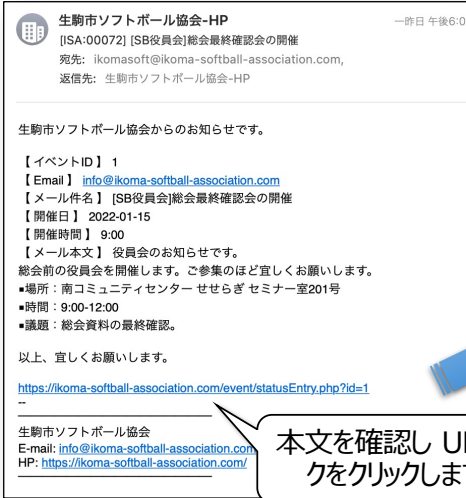 生駒市ソフトボール協会-HP
一昨日 午後6:0
[ISA:00072] [SB役員会]総会最終確認会の開催
宛先: ikomasoft@ikoma-softball-association.com,
返信先: 生駒市ソフトボール協会-HP
生駒市ソフトボール協会からのお知らせです。
【 イベントID 】 1
【 Email 】 info@ikoma-softball-association.com
【 メール件名 】 [SB役員会]総会最終確認会の開催
【 開催日 】 2022-01-15
【 開催時間 】 9:00
【 メール本文 】 役員会のお知らせです。
総会前の役員会を開催します。ご参集のほど宜しくお願いします。
▪場所：南コミュニティセンター せせらぎ セミナー室201号
▪時間：9:00-12:00
▪議題：総会資料の最終確認。
以上、宜しくお願いします。
https://ikoma-softball-association.com/event/statusEntry.php?id=1
--
生駒市ソフトボール協会
E-mail: info@ikoma-softball-association.com
HP: https://ikoma-softball-association.com/
本文を確認し U
クをクリックしま